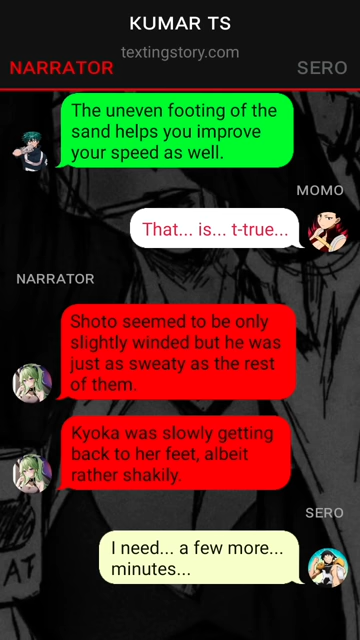 KUMAR TS
textingstory.com
NARRATOR
SERO
The uneven footing of the
sand helps you improve
your speed as well.
MOMO
That... is... t-true...
NARRATOR
Shoto seemed to be only
slightly winded but he was
just as sweaty as the rest
of them.
Kyoka was slowly getting
back to her feet, albeit
rather shakily.
SERO
I need... a few more...
minutes...